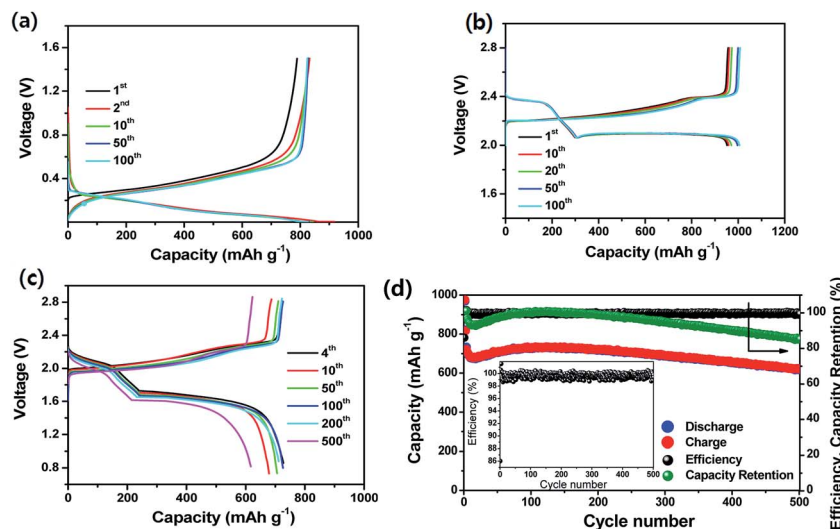 (a)
1.6
1.2
0.8
0.4
Voltage (V)
1st
2nd
10th
50th
100th
0 200 400 600 800 1000
Capacity (mAh g-1)
(b)
2.8
2.4
2.0
1.6
Voltage (V)
1st
10th
20th
50th
100th
0 200 400 600 800 1000 1200
Capacity (mAh g-1)
(c)
2.8
2.4
2.0
1.6
1.2
0.8
Voltage (V)
4th
10th
50th
100th
200th
500th
0 200 400 600 800
Capacity (mAh g-1)
(d)
1000
800
600
400
200
0
Capacity (mAh g-1)
100
80
60
40
20
0
Efficiency, Capacity Retention (%)
100
98
96
94
92
90
88
86
Efficiency (%)
0 100 200 300 400 500
Cycle number
Discharge
Charge
Efficiency
Capacity Retention
0 100 200 300 400 500
Cycle number